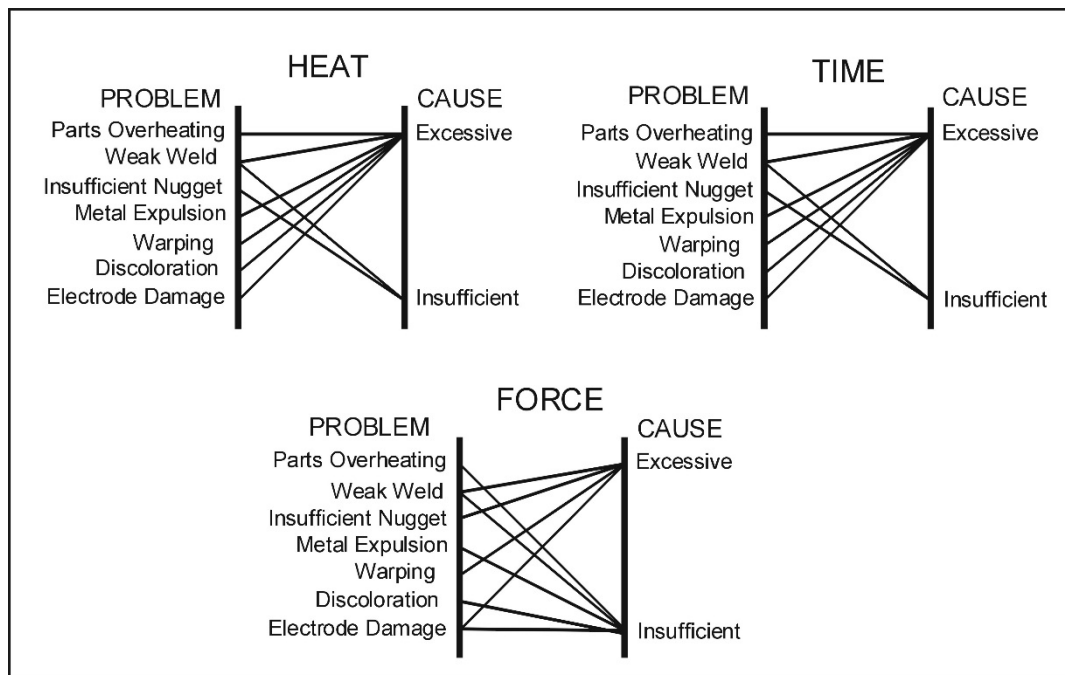 HEAT
PROBLEM
CAUSE
Parts Overheating
Excessive
Weak Weld
Insufficient Nugget
Metal Expulsion
Warping
Discoloration
Electrode Damage
Insufficient
TIME
PROBLEM
CAUSE
Parts Overheating
Excessive
Weak Weld
Insufficient Nugget
Metal Expulsion
Warping
Discoloration
Electrode Damage
Insufficient
FORCE
PROBLEM
CAUSE
Parts Overheating
Excessive
Weak Weld
Insufficient Nugget
Metal Expulsion
Warping
Discoloration
Electrode Damage
Insufficient